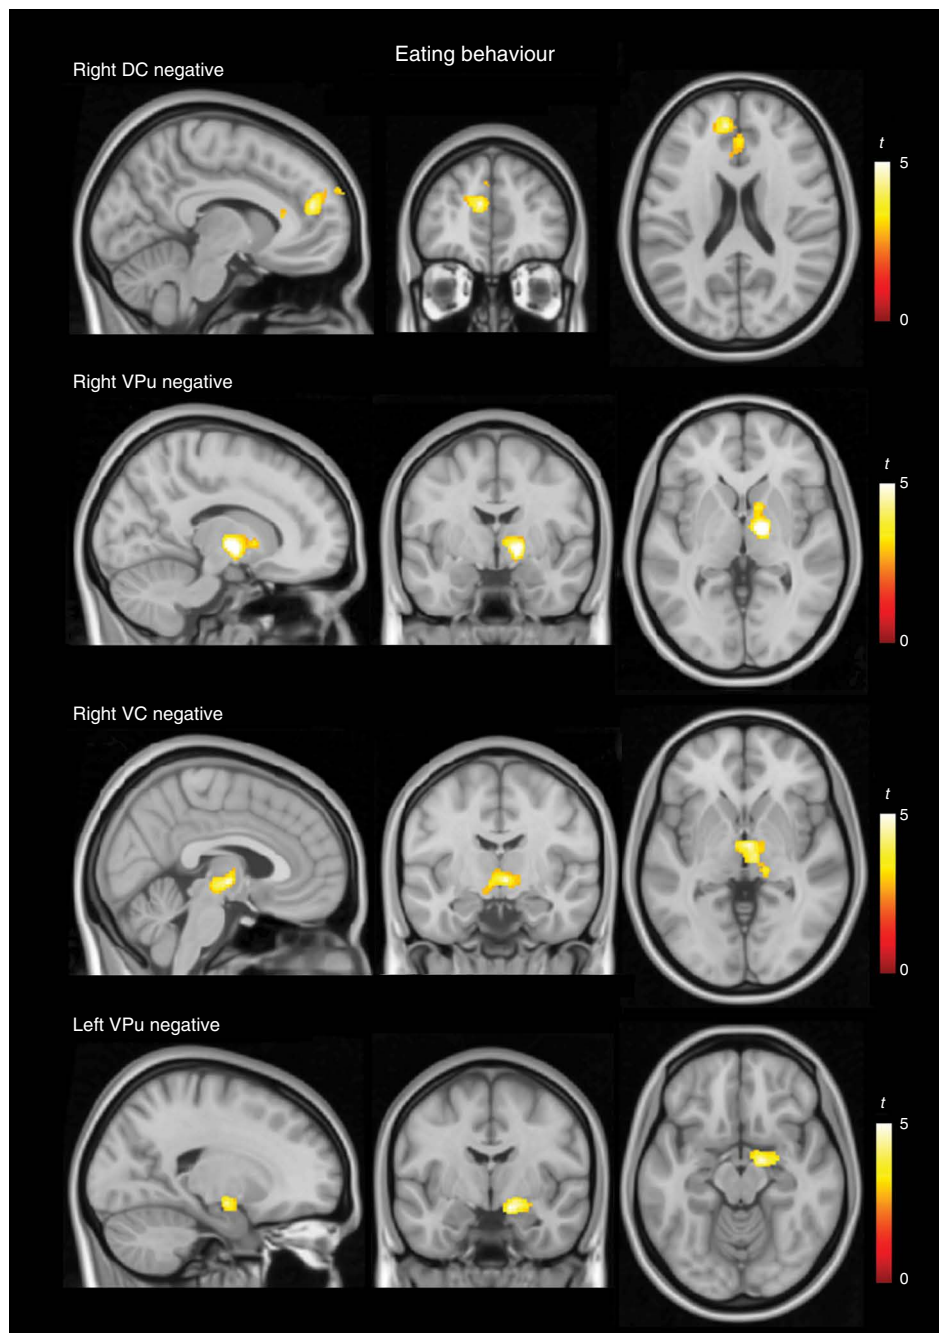 Eating behaviour
Right DC negative
t
5
0
Right VPu negative
t
5
0
Right VC negative
t
5
0
Left VPu negative
t
5
0